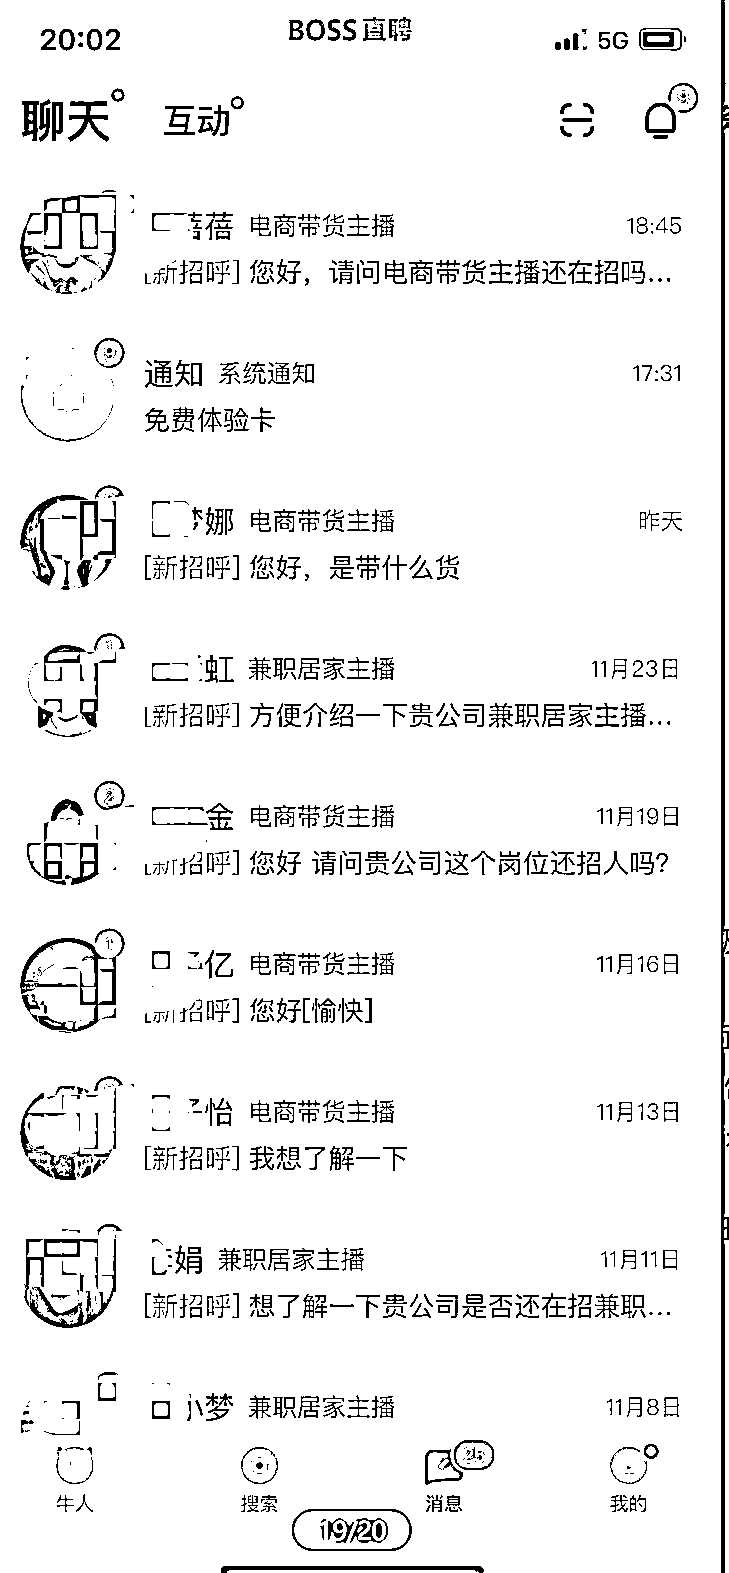 20:02 BOSS直聘 5G
聊天 互动
蓓 电商带货主播 18:45
[新招呼] 您好，请问电商带货主播还在招吗...
通知 系统通知 17:31
免费体验卡
娜 电商带货主播 昨天
[新招呼] 您好，是带什么货
虹 兼职居家主播 11月23日
[新招呼] 方便介绍一下贵公司兼职居家主播...
金 电商带货主播 11月19日
[新招呼] 您好 请问贵公司这个岗位还招人吗?
亿 电商带货主播 11月16日
[新招呼] 您好[愉快]
怡 电商带货主播 11月13日
[新招呼] 我想了解一下
娟 兼职居家主播 11月11日
[新招呼] 想了解一下贵公司是否还在招兼职...
小梦 兼职居家主播 11月8日
牛人 搜索 消息 我的
19/20